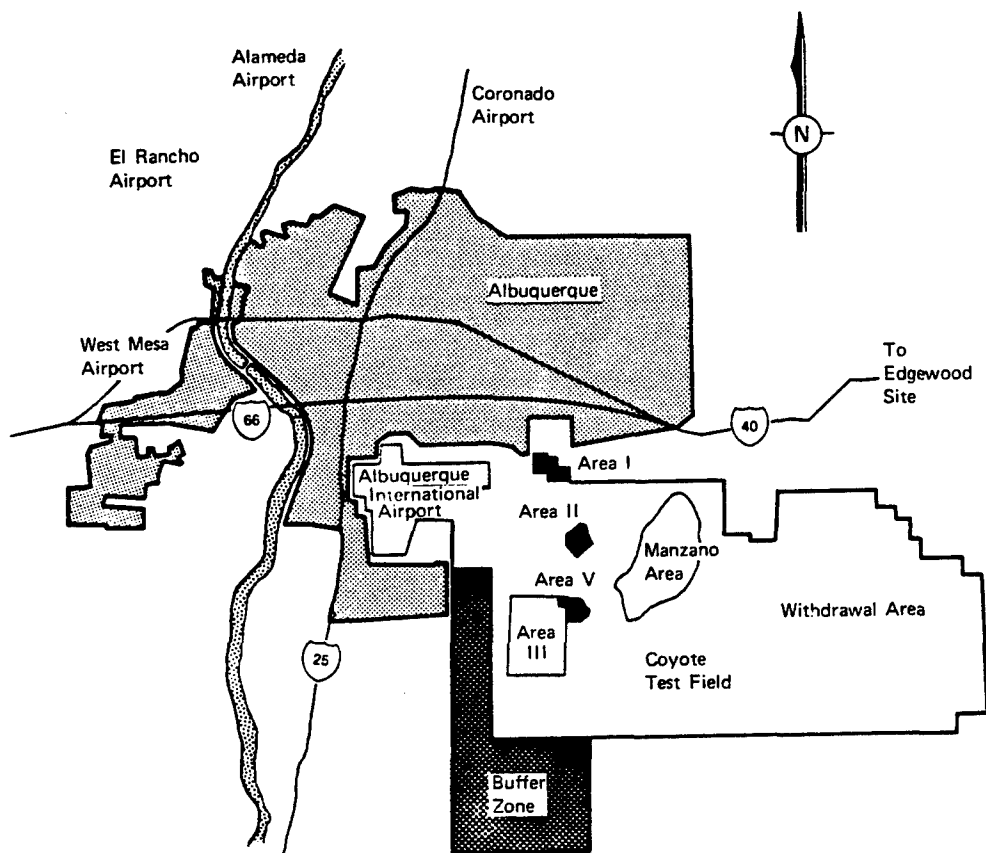 Alameda
Airport
Coronado
Airport
N
El Rancho
Airport
Albuquerque
West Mesa
Airport
To
Edgewood
Site
66
40
Area I
Albuquerque
International
Airport
Area II
Manzano
Area
Area V
Withdrawal Area
Area
III
25
Coyote
Test Field
Buffer
Zone